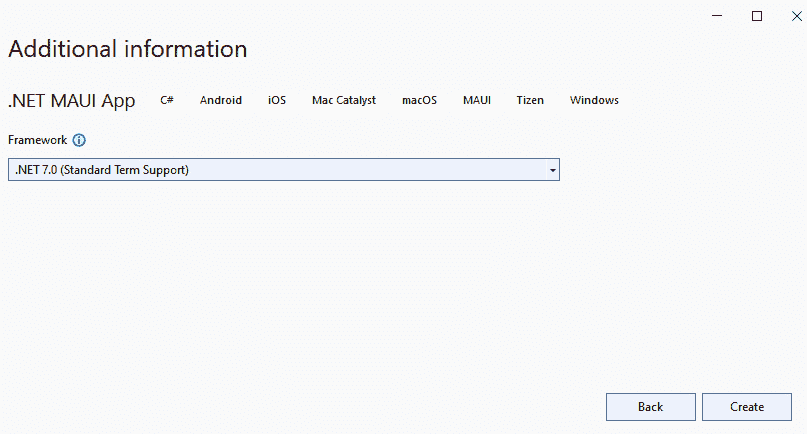 Additional information
.NET MAUI App C# Android iOS Mac Catalyst macOS MAUI Tizen Windows
Framework
.NET 7.0 (Standard Term Support)
Back Create